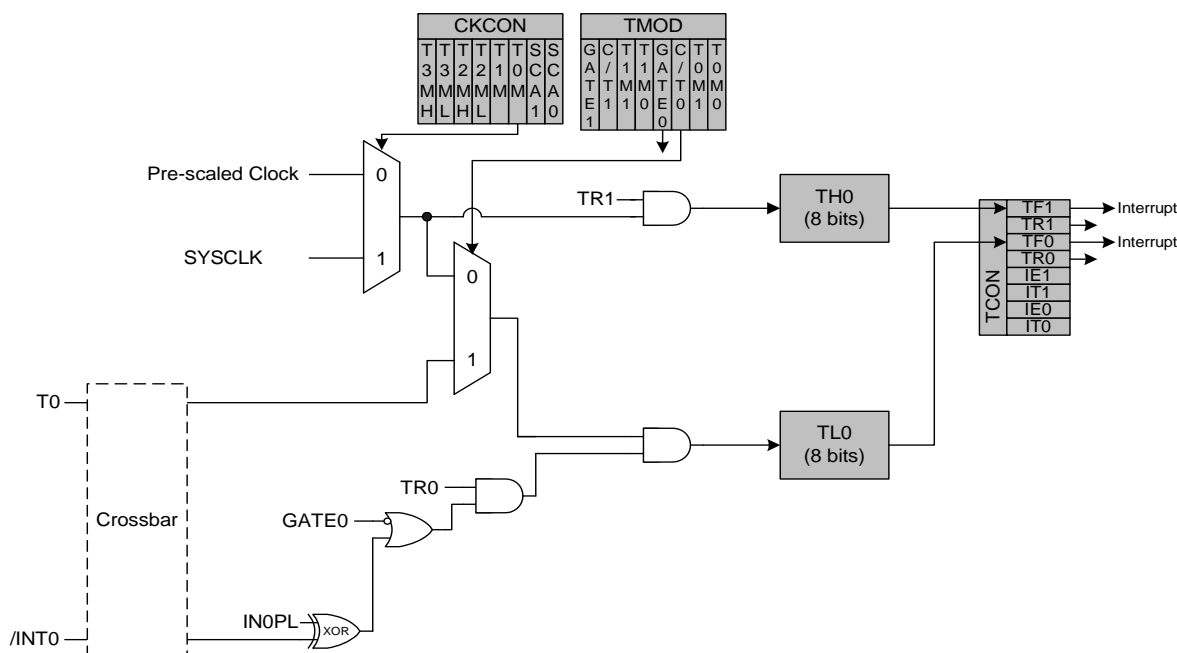 CKCON
T3MH
T3ML
T2MH
T2ML
T1M
T0M
SCA1
SCA0
TMOD
GATE1
C/T1
T1M1
T1M0
GATE0
C/T0
T0M1
T0M0
Pre-scaled Clock
0
SYSCLK
1
TR1
TH0
(8 bits)
TCON
TF1
TR1
TF0
TR0
IE1
IT1
IE0
IT0
Interrupt
Interrupt
0
1
T0
Crossbar
/INT0
TL0
(8 bits)
TR0
GATE0
IN0PL
XOR